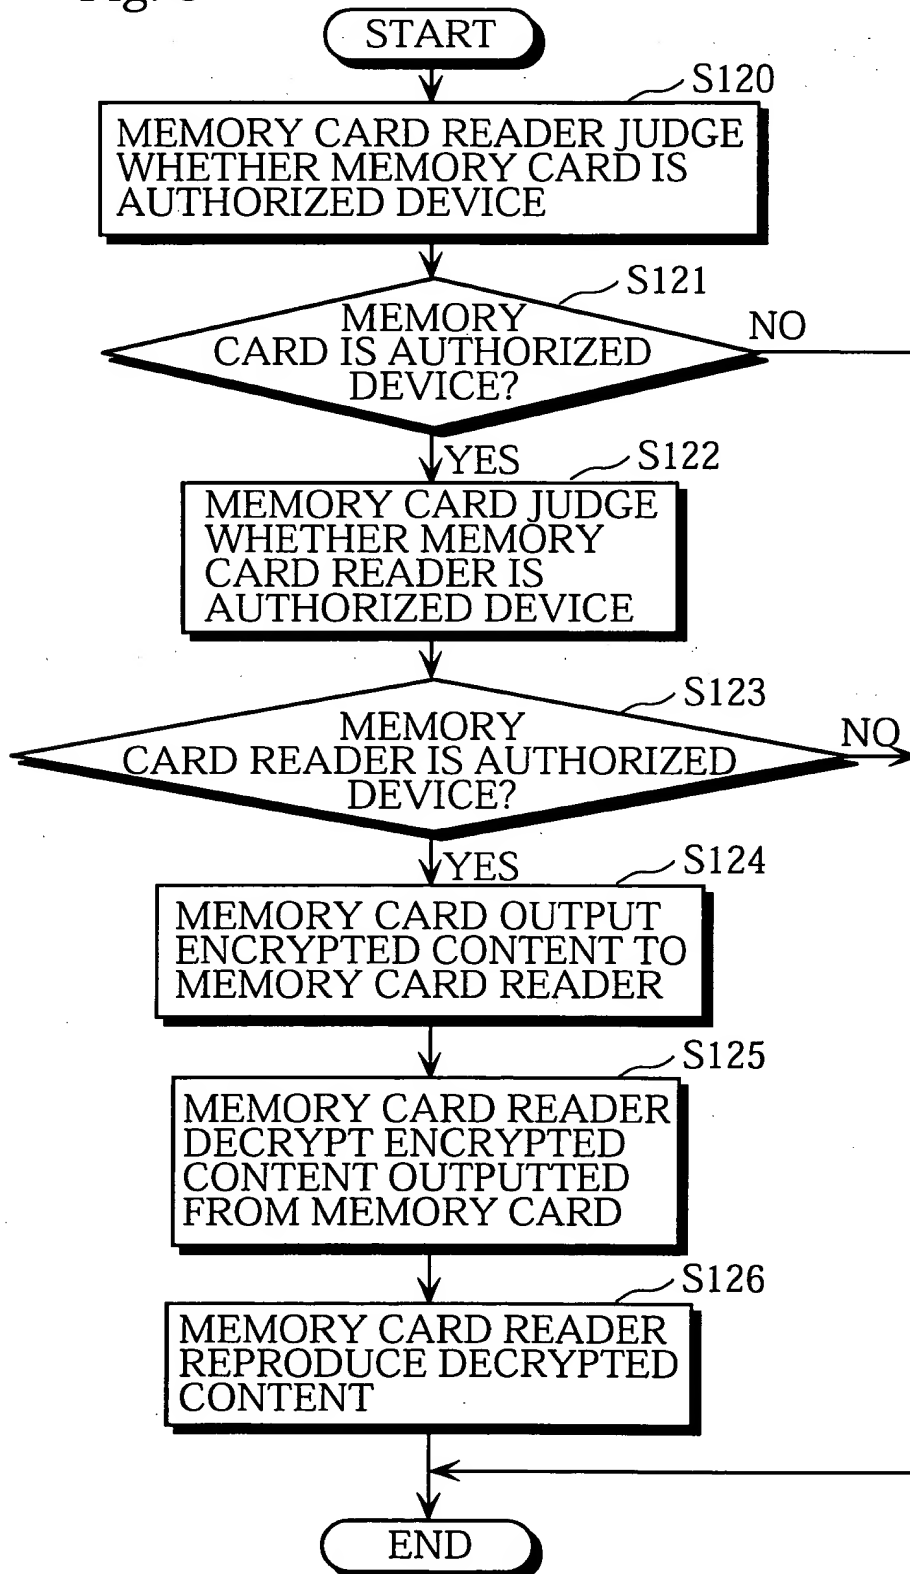 START
S120
MEMORY CARD READER JUDGE
WHETHER MEMORY CARD IS
AUTHORIZED DEVICE
S121
MEMORY
CARD IS AUTHORIZED
DEVICE?
NO
YES
S122
MEMORY CARD JUDGE
WHETHER MEMORY
CARD READER IS
AUTHORIZED DEVICE
S123
MEMORY
CARD READER IS AUTHORIZED
DEVICE?
NO
YES
S124
MEMORY CARD OUTPUT
ENCRYPTED CONTENT TO
MEMORY CARD READER
S125
MEMORY CARD READER
DECRYPT ENCRYPTED
CONTENT OUTPUTTED
FROM MEMORY CARD
S126
MEMORY CARD READER
REPRODUCE DECRYPTED
CONTENT
END